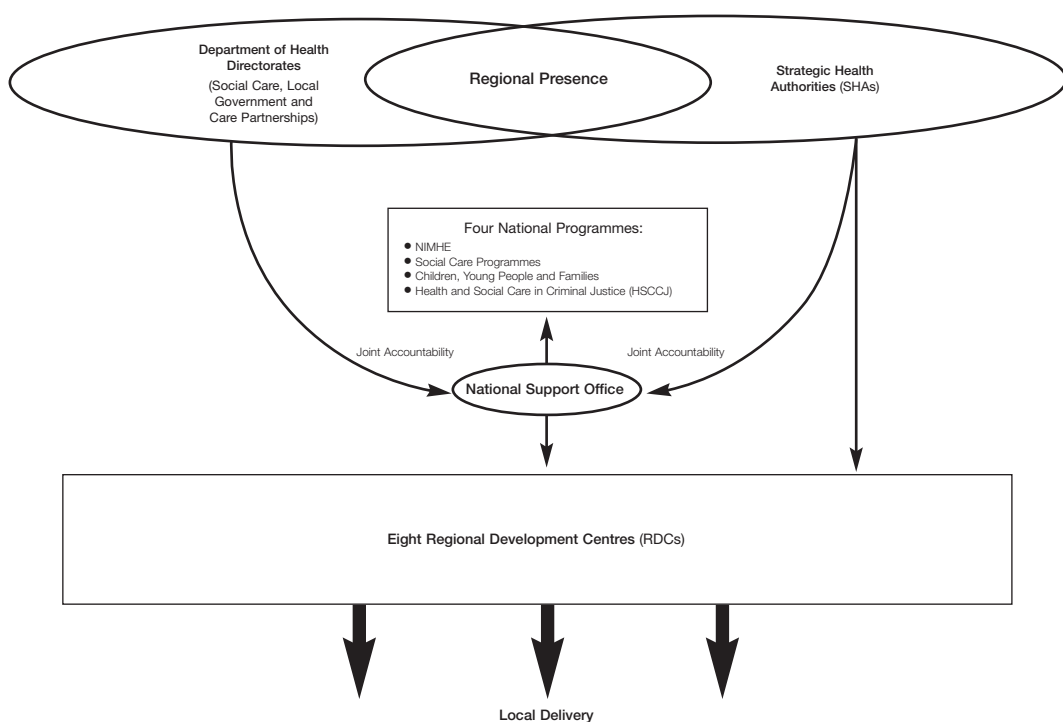 Department of Health
Directorates
(Social Care, Local
Government and
Care Partnerships)
Regional Presence
Strategic Health
Authorities (SHAs)
Four National Programmes:
● NIMHE
● Social Care Programmes
● Children, Young People and Families
● Health and Social Care in Criminal Justice (HSCCJ)
Joint Accountability
Joint Accountability
National Support Office
Eight Regional Development Centres (RDCs)
Local Delivery